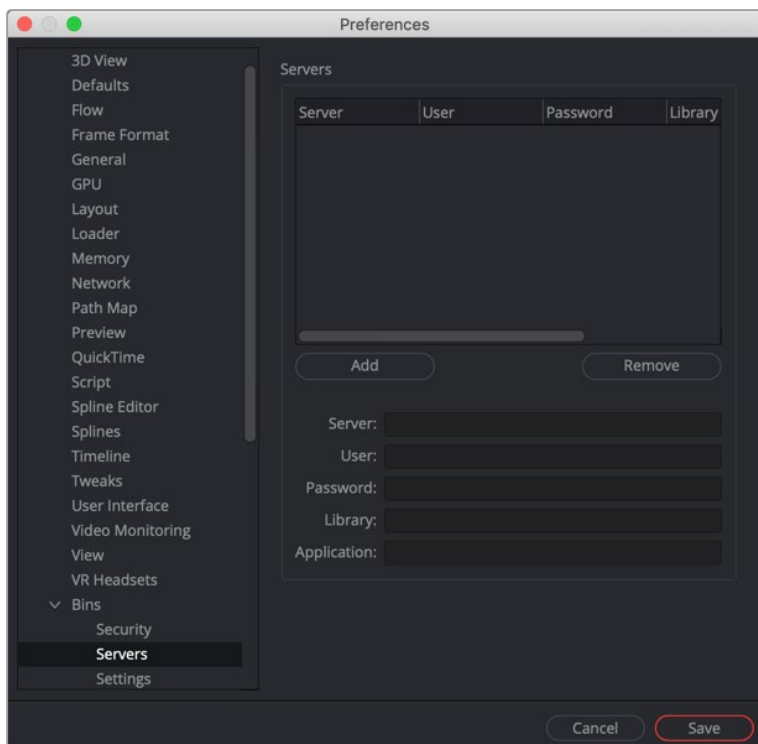 Preferences
3D View
Defaults
Flow
Frame Format
General
GPU
Layout
Loader
Memory
Network
Path Map
Preview
QuickTime
Script
Spline Editor
Splines
Timeline
Tweaks
User Interface
Video Monitoring
View
VR Headsets
Bins
Security
Servers
Settings
Servers
Server User Password Library
Add Remove
Server:
User:
Password:
Library:
Application:
Cancel Save